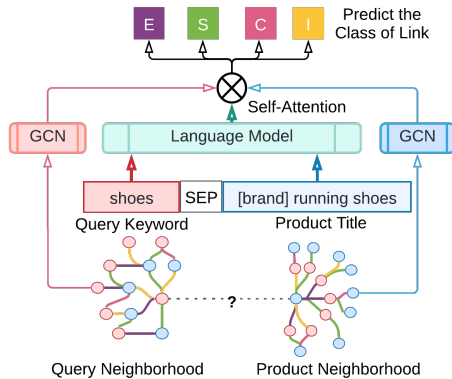 E S C I
Predict the
Class of Link
Self-Attention
GCN
Language Model
GCN
shoes SEP [brand] running shoes
Query Keyword
Product Title
?
Query Neighborhood
Product Neighborhood